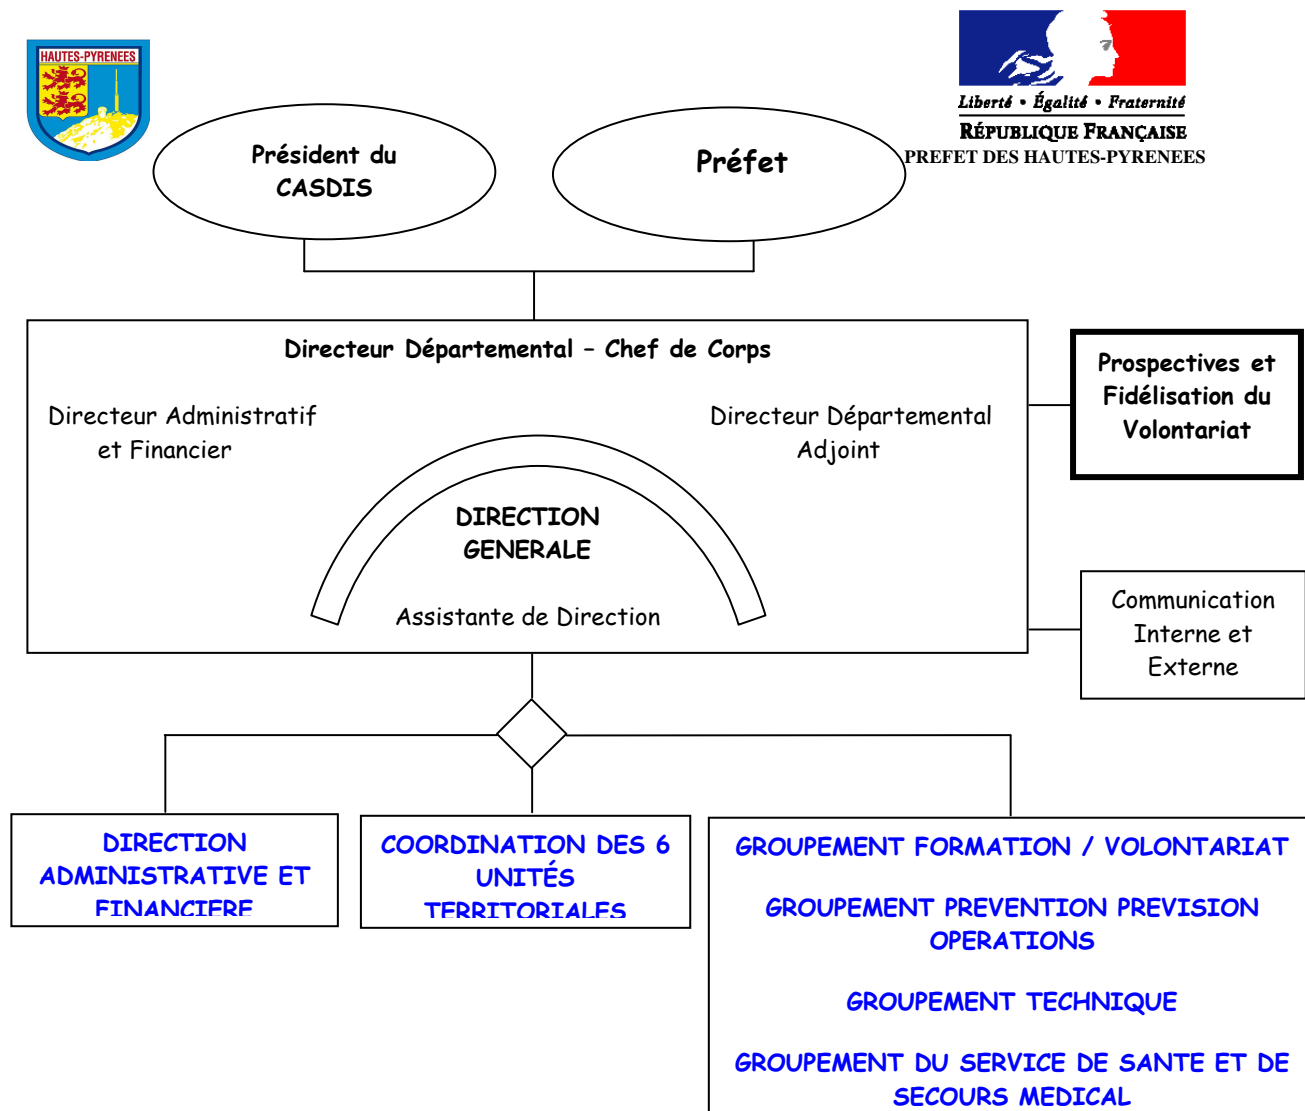 HAUTES-PYRENEES
Liberté • Égalité • Fraternité
RÉPUBLIQUE FRANÇAISE
PREFET DES HAUTES-PYRENEES
Président du
CASDIS
Préfet
Directeur Départemental – Chef de Corps
Directeur Administratif
et Financier
Directeur Départemental
Adjoint
DIRECTION
GENERALE
Assistante de Direction
Prospectives et
Fidélisation du
Volontariat
Communication
Interne et
Externe
DIRECTION
ADMINISTRATIVE ET
FINANCIERE
COORDINATION DES 6
UNITÉS
TERRITORIALES
GROUPEMENT FORMATION / VOLONTARIAT
GROUPEMENT PREVENTION PREVISION
OPERATIONS
GROUPEMENT TECHNIQUE
GROUPEMENT DU SERVICE DE SANTE ET DE
SECOURS MEDICAL